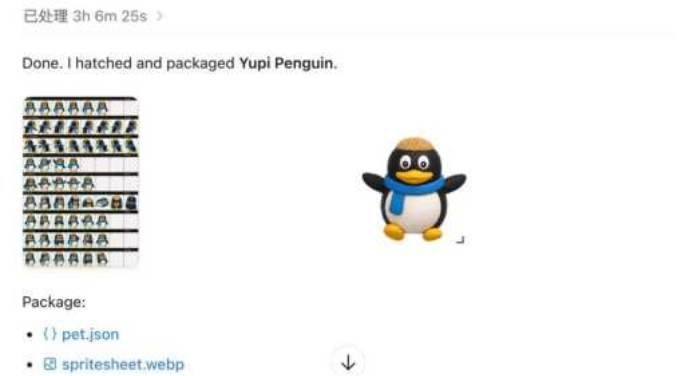 已处理 3h 6m 25s
Done. I hatched and packaged Yupi Penguin.
Package:
pet.json
spritesheet.webp